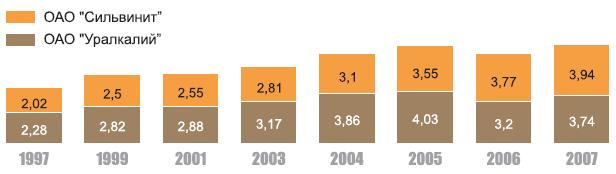 ОАО "Сильвинит"
ОАО "Уралкалий"
2,02 2,5 2,55 2,81 3,1 3,55 3,77 3,94
2,28 2,82 2,88 3,17 3,86 4,03 3,2 3,74
1997 1999 2001 2003 2004 2005 2006 2007